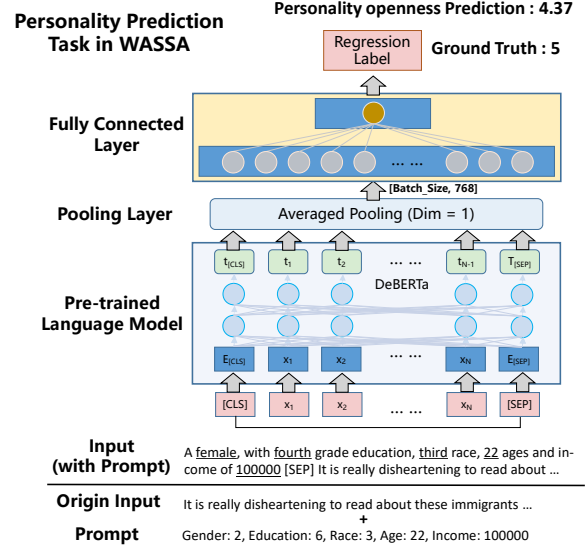 Personality openness Prediction : 4.37
Personality Prediction
Task in WASSA
Regression
Label
Ground Truth : 5
Fully Connected
Layer
... ...
[Batch_Size, 768]
Pooling Layer
Averaged Pooling (Dim = 1)
t[CLS] t1 t2 ... ... tN-1 T[SEP]
DeBERTa
Pre-trained
Language Model
E[CLS] x1 x2 ... ... xN E[SEP]
[CLS] x1 x2 ... ... xN [SEP]
Input
(with Prompt)
A female, with fourth grade education, third race, 22 ages and in-
come of 100000 [SEP] It is really disheartening to read about ...
Origin Input
It is really disheartening to read about these immigrants ...
+
Prompt
Gender: 2, Education: 6, Race: 3, Age: 22, Income: 100000